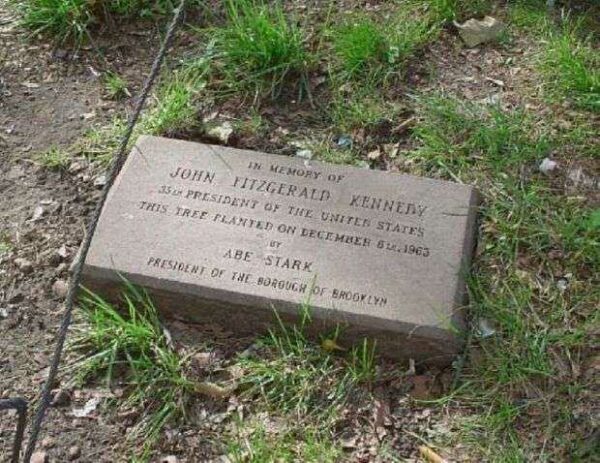 IN MEMORY OF
JOHN FITZGERALD KENNEDY
35TH PRESIDENT OF THE UNITED STATES
THIS TREE PLANTED ON DECEMBER 6TH, 1963
BY
ABE STARK
PRESIDENT OF THE BOROUGH OF BROOKLYN